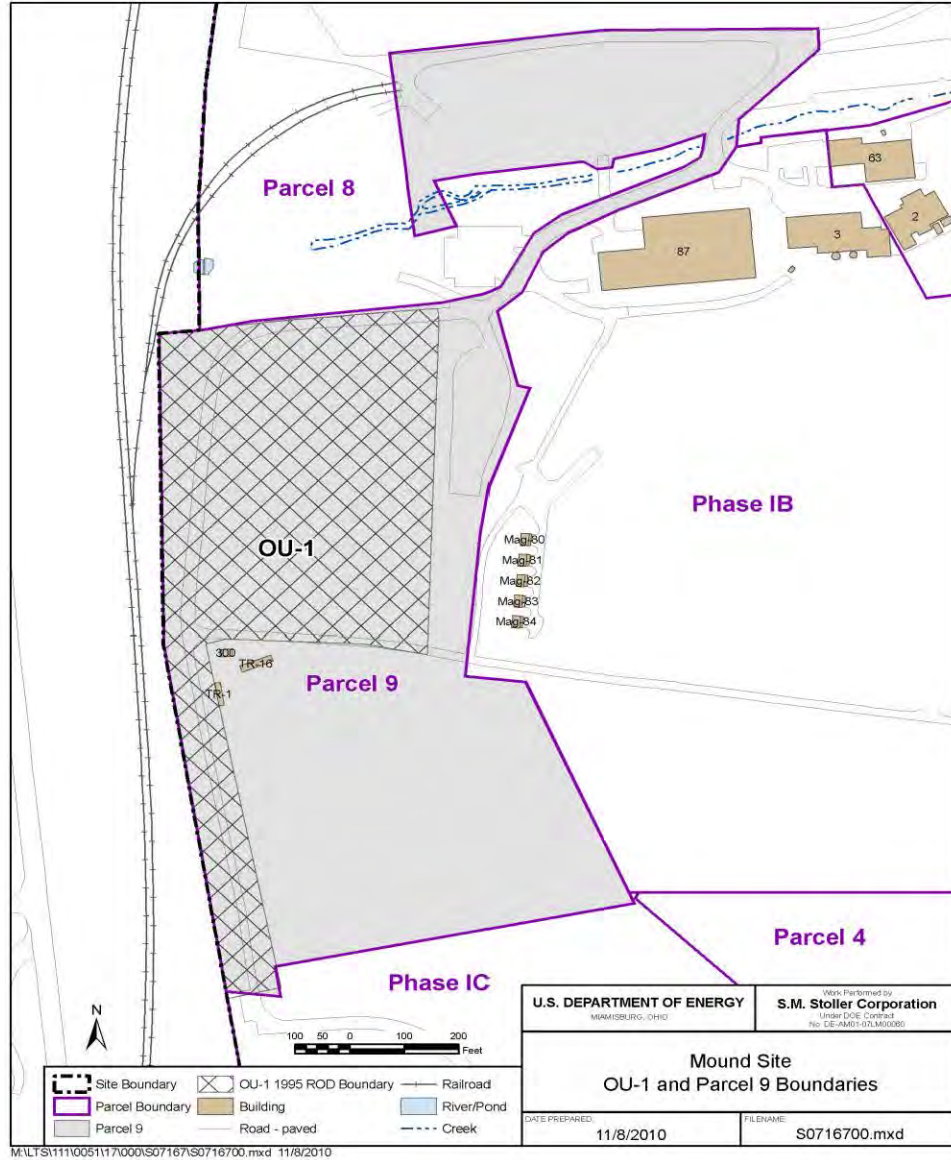 63
Parcel 8
2
3
87
Phase IB
Mag-80
OU-1
Mag-81
Mag-82
Mag-83
Mag-84
300
TR-16
Parcel 9
TR-1
Parcel 4
Phase IC
N
100 50 0 100 200
Feet
U.S. DEPARTMENT OF ENERGY
MIAMISBURG, OHIO
Work Performed by
S.M. Stoller Corporation
Under DOE Contract
No. DE-AM01-07LM00060
Mound Site
OU-1 and Parcel 9 Boundaries
DATE PREPARED:
11/8/2010
FILENAME:
S0716700.mxd
Site Boundary
OU-1 1995 ROD Boundary
Railroad
Parcel Boundary
Building
River/Pond
Parcel 9
Road - paved
Creek
M:\LTS\111\0051\17\000\S07167\S0716700.mxd 11/8/2010